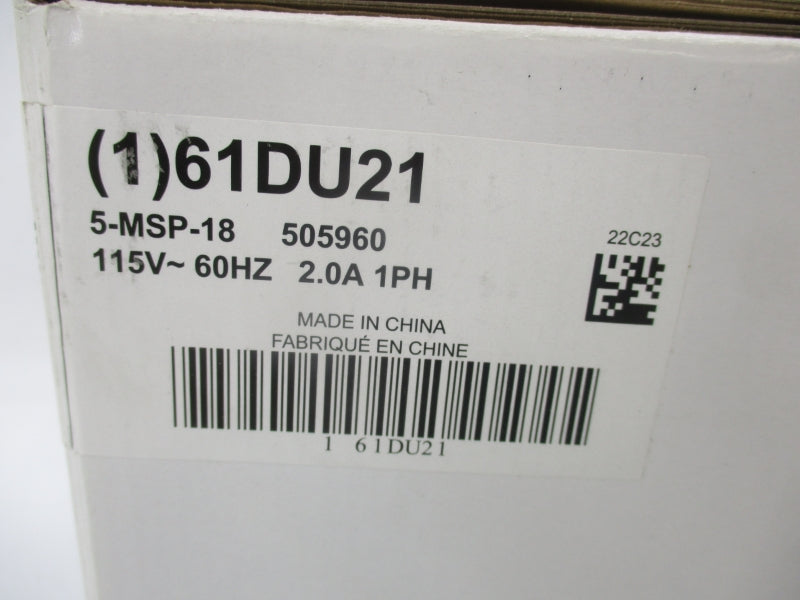 (1)61DU21
5-MSP-18 505960
115V~ 60HZ 2.0A 1PH
22C23
MADE IN CHINA
FABRIQUÉ EN CHINE
1 61DU21